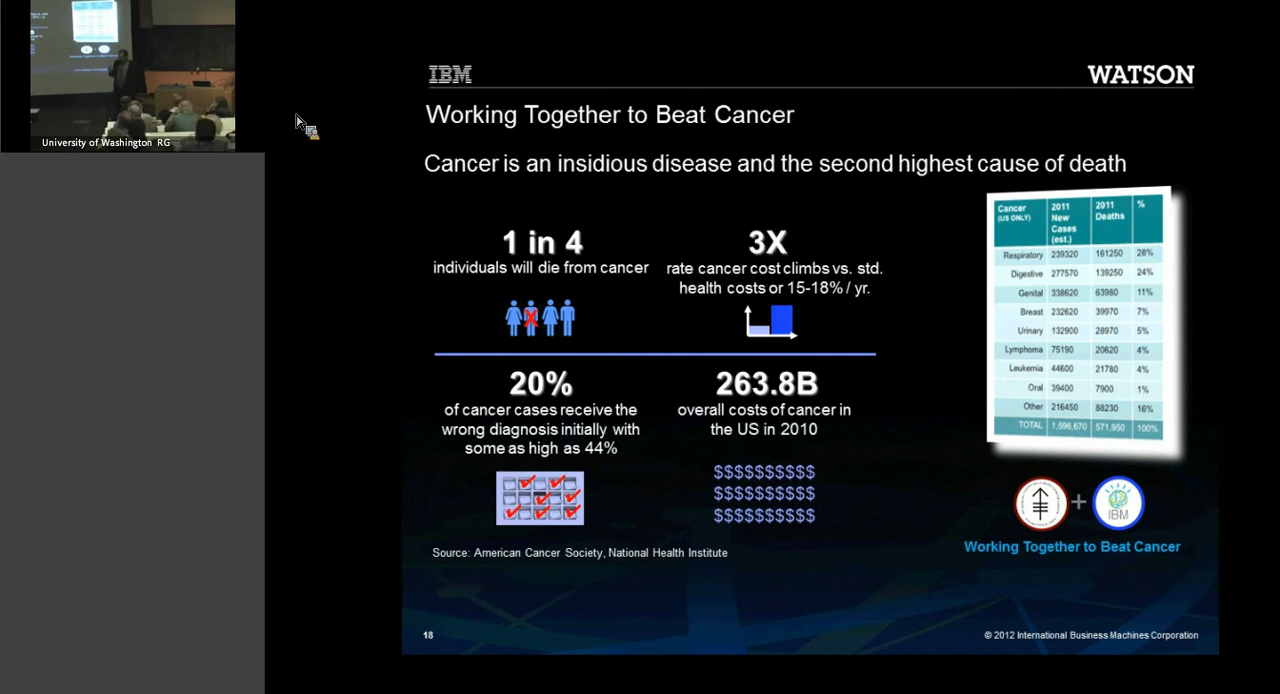 University of Washington RG
IBM
WATSON
Working Together to Beat Cancer
Cancer is an insidious disease and the second highest cause of death
1 in 4
individuals will die from cancer
3X
rate cancer cost climbs vs. std.
health costs or 15-18% / yr.
20%
of cancer cases receive the
wrong diagnosis initially with
some as high as 44%
263.8B
overall costs of cancer in
the US in 2010
$$$$$$$$$$
$$$$$$$$$$
$$$$$$$$$$
Source: American Cancer Society, National Health Institute
Cancer 2011 2011 %
(US ONLY) New Deaths
Cases
(est.)
Respiratory 239320 161250 28%
Digestive 277570 139250 24%
Genital 338620 63980 11%
Breast 232620 39970 7%
Urinary 132900 28970 5%
Lymphoma 75190 20620 4%
Leukemia 44600 21780 4%
Oral 39400 7900 1%
Other 216450 88230 16%
TOTAL 1,596,670 571,950 100%
+
IBM
Working Together to Beat Cancer
18
© 2012 International Business Machines Corporation